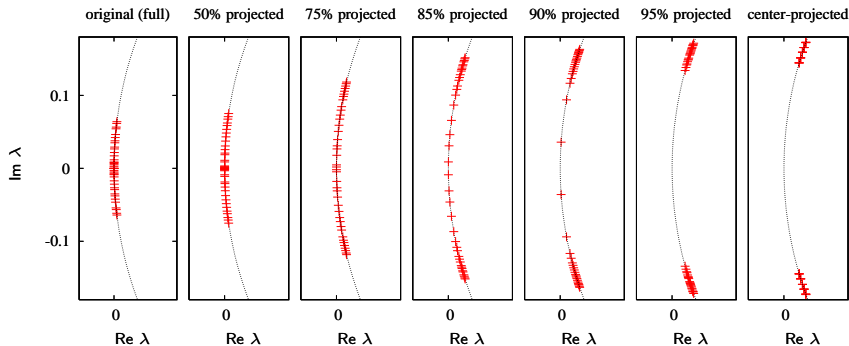 original (full) 50% projected 75% projected 85% projected 90% projected 95% projected center-projected
0.1
Im λ
0
-0.1
0 0 0 0 0 0 0
Re λ Re λ Re λ Re λ Re λ Re λ Re λ